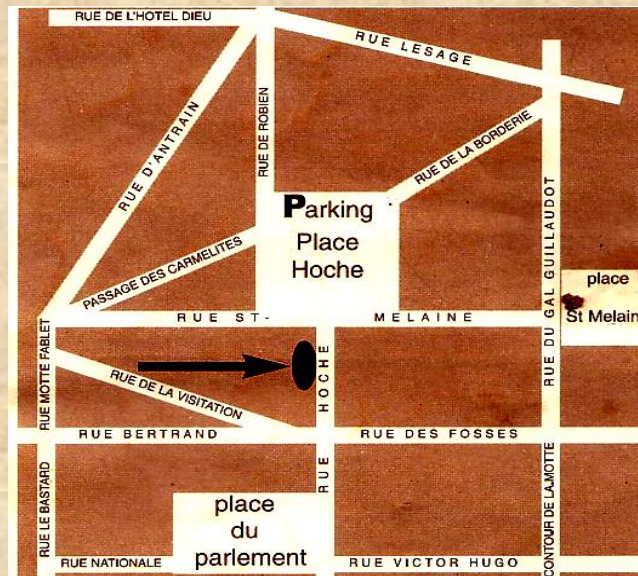 RUE DE L'HOTEL DIEU
RUE LESAGE
RUE D'ANTRAIN
RUE DE ROBIEN
RUE DE LA BORDERIE
Parking
Place
Hoche
PASSAGE DES CARMELITES
RUE DU GAL GUILLAUDOT
place
St Melain
RUE ST-MELAINE
RUE MOTTE FABLET
RUE DE LA VISITATION
RUE HOCHE
RUE BERTRAND
RUE DES FOSSES
RUE LE BASTARD
place
du
parlement
CONTOUR DE LA MOTTE
RUE NATIONALE
RUE VICTOR HUGO